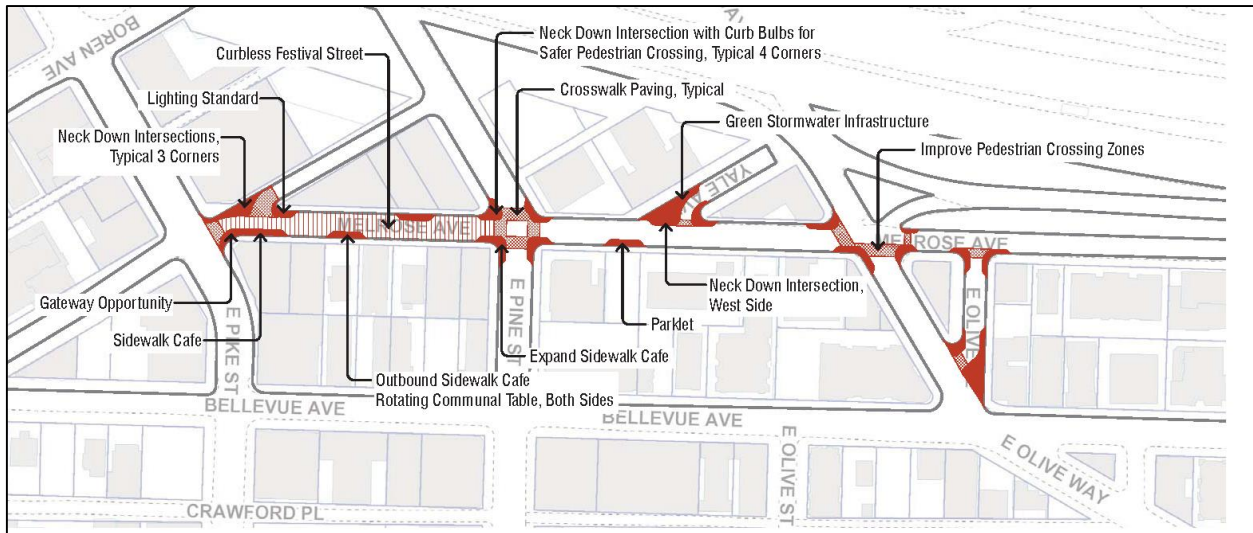 BOREN AVE
Curbless Festival Street
Neck Down Intersection with Curb Bulbs for
Safer Pedestrian Crossing, Typical 4 Corners
Lighting Standard
Crosswalk Paving, Typical
Neck Down Intersections,
Typical 3 Corners
Green Stormwater Infrastructure
Improve Pedestrian Crossing Zones
YALE
MELROSE AVE
MELROSE AVE
Gateway Opportunity
Sidewalk Cafe
E PIKE ST
Outbound Sidewalk Cafe
Rotating Communal Table, Both Sides
E PINE ST
Expand Sidewalk Cafe
Parklet
Neck Down Intersection,
West Side
E OLIVE
BELLEVUE AVE
BELLEVUE AVE
E OLIVE ST
E OLIVE WAY
CRAWFORD PL